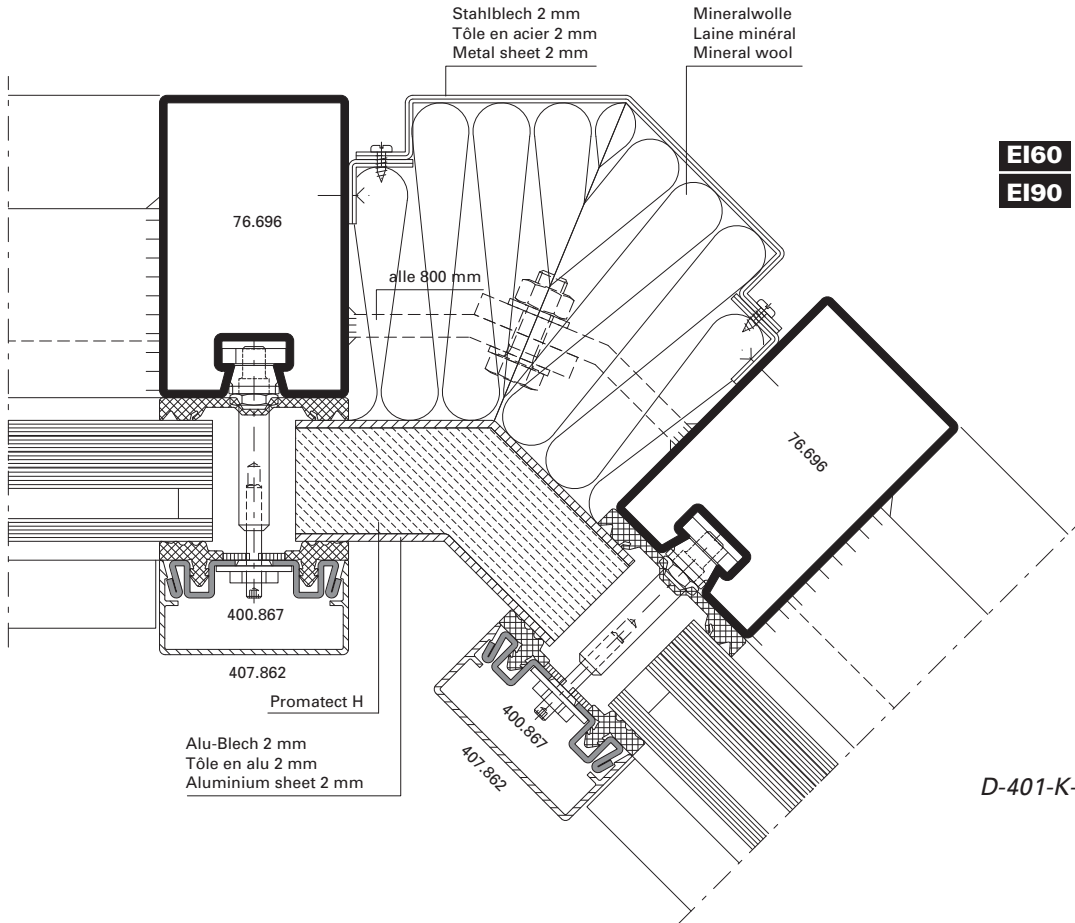 Stahlblech 2 mm
Tôle en acier 2 mm
Metal sheet 2 mm
Mineralwolle
Laine minéral
Mineral wool
EI60
EI90
76.696
alle 800 mm
76.696
400.867
407.862
Promatect H
Alu-Blech 2 mm
Tôle en alu 2 mm
Aluminium sheet 2 mm
400.867
407.862
D-401-K-